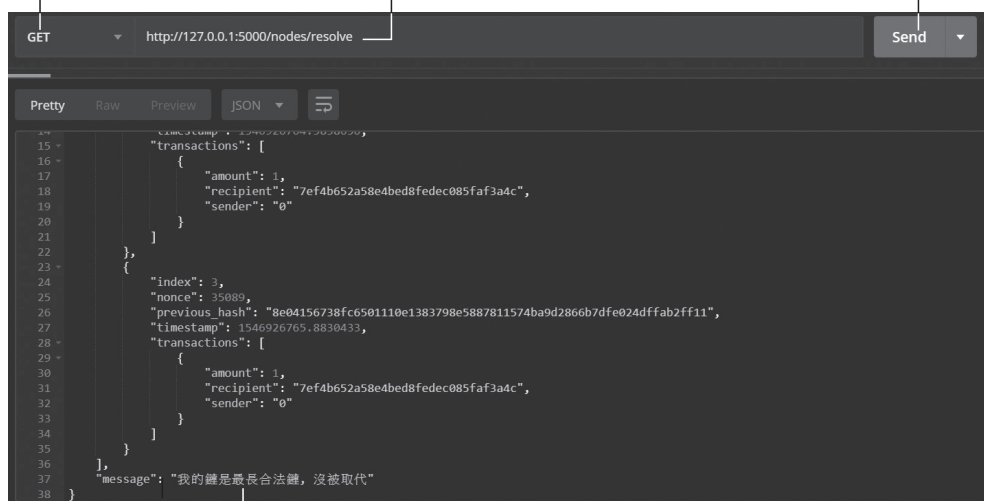 GET http://127.0.0.1:5000/nodes/resolve Send
Pretty Raw Preview JSON
14 "timestamp":
15 "transactions": [
16 {
17 "amount": 1,
18 "recipient": "7ef4b652a58e4bed8fedec085faf3a4c",
19 "sender": "0"
20 }
21 ]
22 },
23 {
24 "index": 3,
25 "nonce": 35089,
26 "previous_hash": "8e04156738fc6501110e1383798e5887811574ba9d2866b7dfe024dffab2ff11",
27 "timestamp": 1546926765.8830433,
28 "transactions": [
29 {
30 "amount": 1,
31 "recipient": "7ef4b652a58e4bed8fedec085faf3a4c",
32 "sender": "0"
33 }
34 ]
35 }
36 ],
37 "message": "我的鏈是最長合法鏈，沒被取代"
38 }